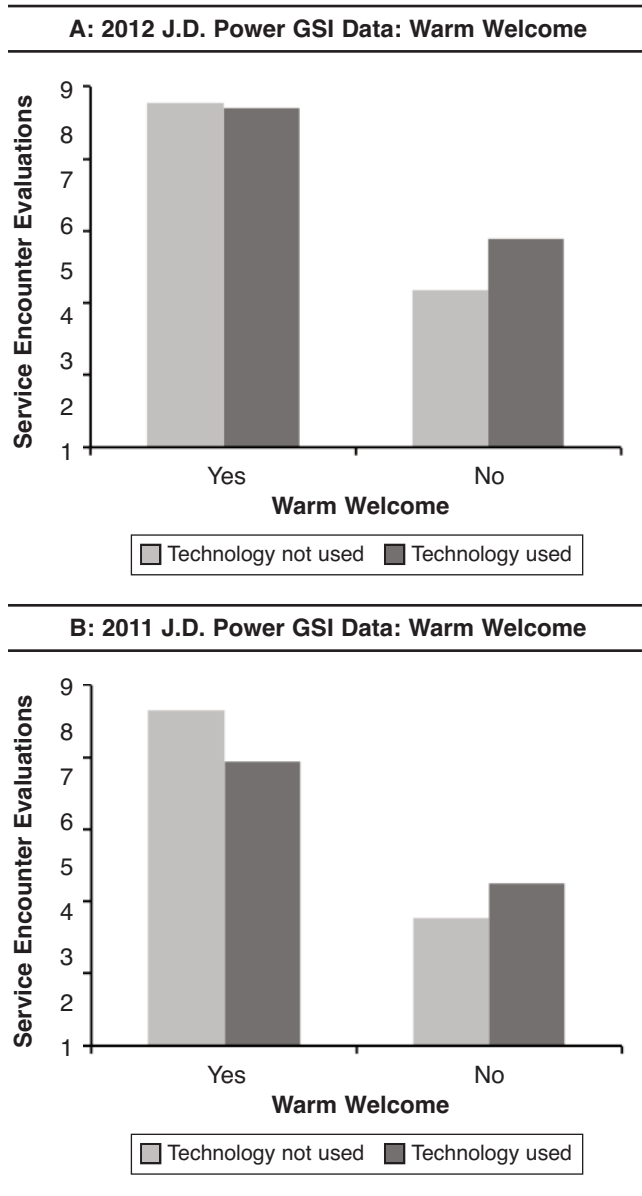 A: 2012 J.D. Power GSI Data: Warm Welcome
Service Encounter Evaluations
9
8
7
6
5
4
3
2
1
Yes No
Warm Welcome
Technology not used Technology used
B: 2011 J.D. Power GSI Data: Warm Welcome
Service Encounter Evaluations
9
8
7
6
5
4
3
2
1
Yes No
Warm Welcome
Technology not used Technology used